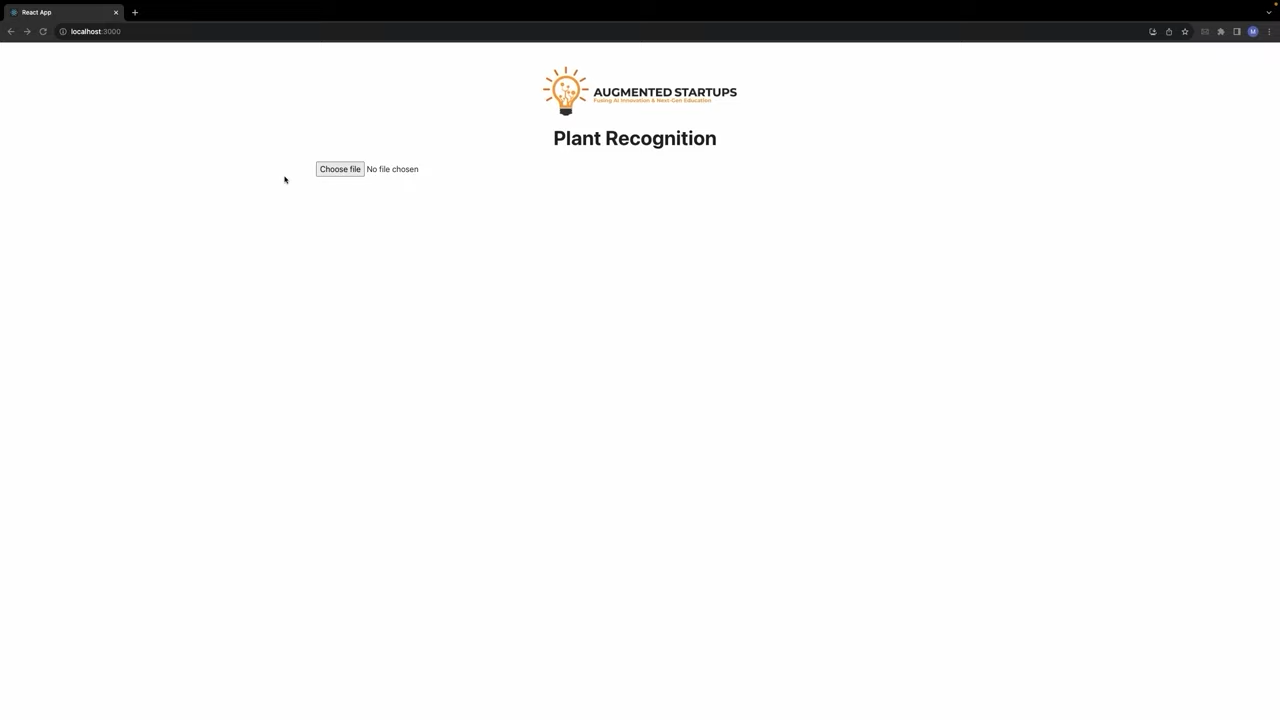 React App
localhost:3000
M
AUGMENTED STARTUPS
Fusing AI Innovation & Next-Gen Education
Plant Recognition
Choose file No file chosen